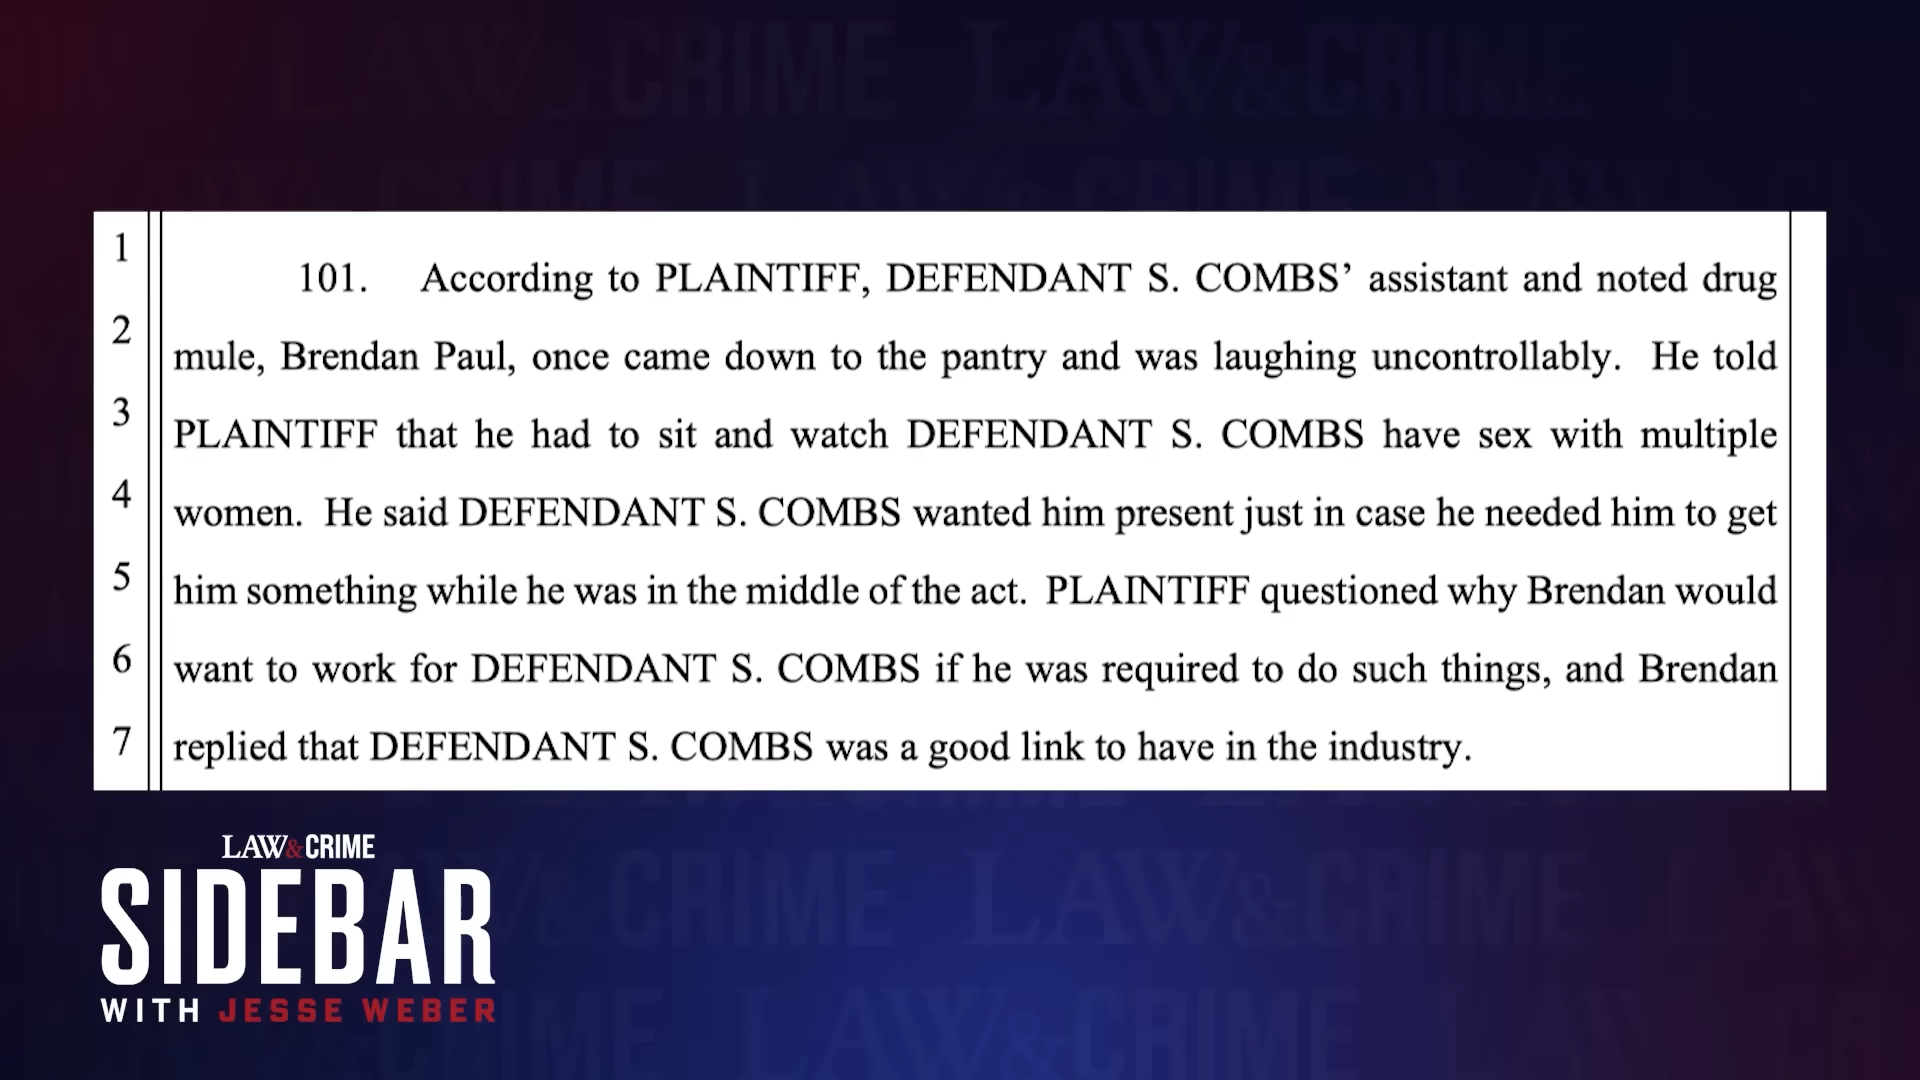 1
101. According to PLAINTIFF, DEFENDANT S. COMBS’ assistant and noted drug
2
mule, Brendan Paul, once came down to the pantry and was laughing uncontrollably. He told
3
PLAINTIFF that he had to sit and watch DEFENDANT S. COMBS have sex with multiple
4
women. He said DEFENDANT S. COMBS wanted him present just in case he needed him to get
5
him something while he was in the middle of the act. PLAINTIFF questioned why Brendan would
6
want to work for DEFENDANT S. COMBS if he was required to do such things, and Brendan
7
replied that DEFENDANT S. COMBS was a good link to have in the industry.
LAW&CRIME
SIDEBAR
WITH JESSE WEBER